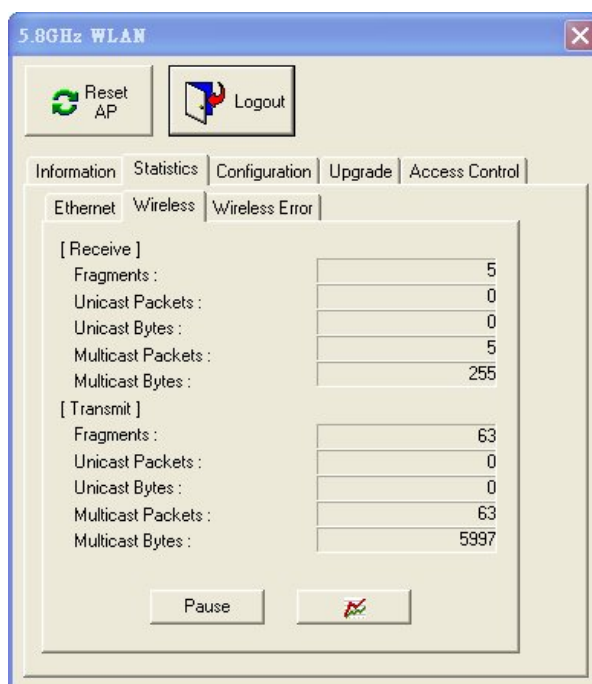 5.8GHz WLAN
Reset AP
Logout
Information Statistics Configuration Upgrade Access Control
Ethernet Wireless Wireless Error
[ Receive ]
Fragments : 5
Unicast Packets : 0
Unicast Bytes : 0
Multicast Packets : 5
Multicast Bytes : 255
[ Transmit ]
Fragments : 63
Unicast Packets : 0
Unicast Bytes : 0
Multicast Packets : 63
Multicast Bytes : 5997
Pause